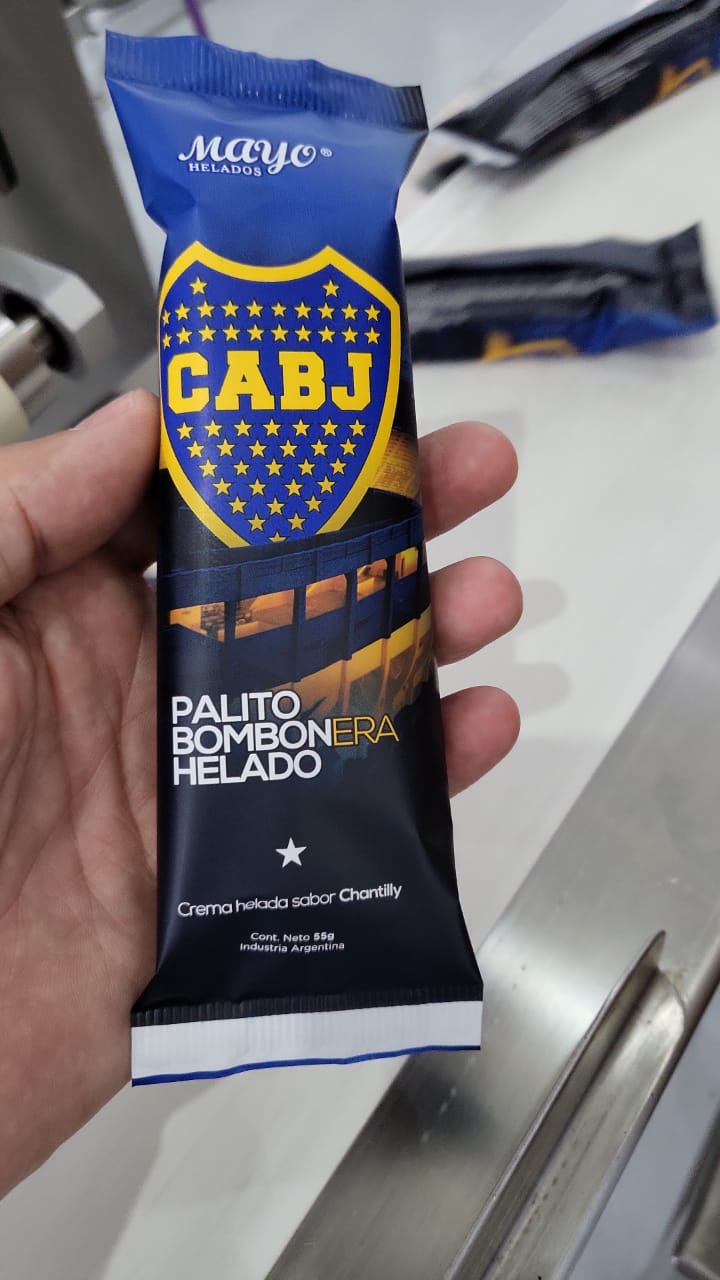 Mayo®
HELADOS
CABJ
PALITO
BOMBONERA
HELADO
Crema helada sabor Chantilly
Cont. Neto 55g
Industria Argentina